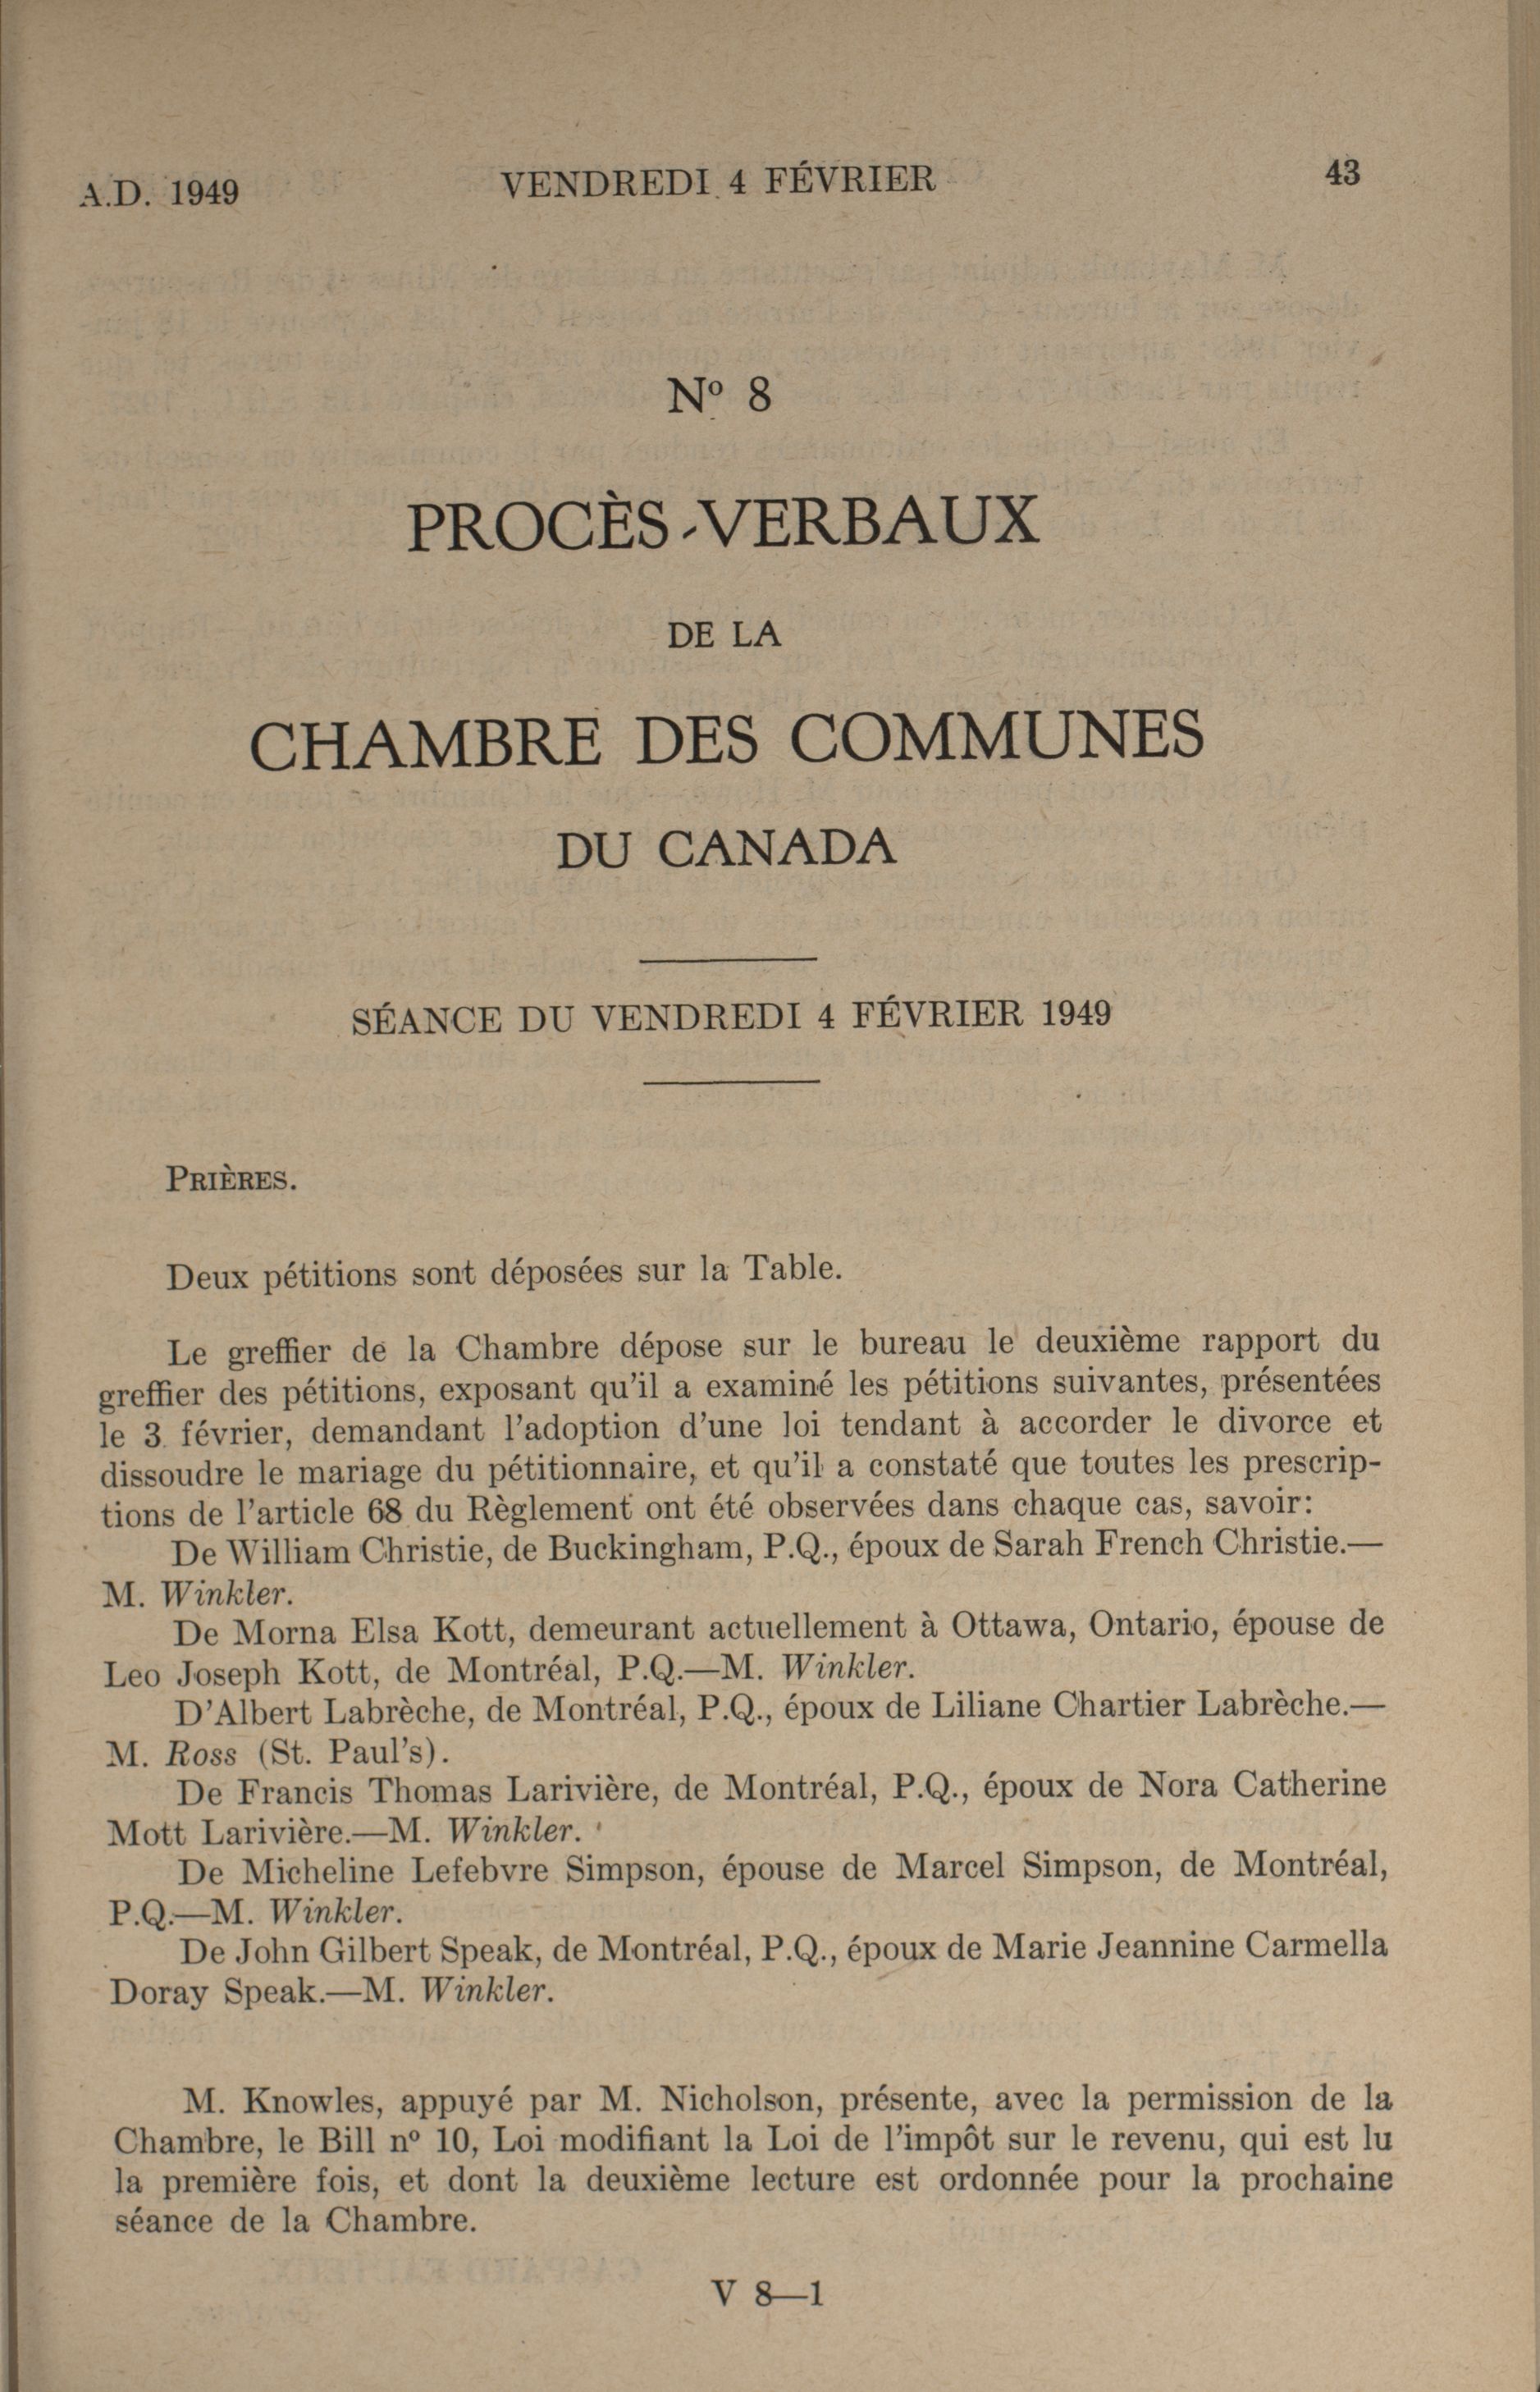 A.D. 1949 VENDREDI 4 FÉVRIER 43
Nº 8
PROCÈS-VERBAUX
DE LA
CHAMBRE DES COMMUNES
DU CANADA
SÉANCE DU VENDREDI 4 FÉVRIER 1949
PRIÈRES.
Deux pétitions sont déposées sur la Table.
Le greffier de la Chambre dépose sur le bureau le deuxième rapport du
greffier des pétitions, exposant qu'il a examiné les pétitions suivantes, présentées
le 3 février, demandant l'adoption d'une loi tendant à accorder le divorce et
dissoudre le mariage du pétitionnaire, et qu'il a constaté que toutes les prescrip-
tions de l'article 68 du Règlement ont été observées dans chaque cas, savoir:
De William Christie, de Buckingham, P.Q., époux de Sarah French Christie.—
M. Winkler.
De Morna Elsa Kott, demeurant actuellement à Ottawa, Ontario, épouse de
Leo Joseph Kott, de Montréal, P.Q.—M. Winkler.
D'Albert Labrèche, de Montréal, P.Q., époux de Liliane Chartier Labrèche.—
M. Ross (St. Paul's).
De Francis Thomas Larivière, de Montréal, P.Q., époux de Nora Catherine
Mott Larivière.—M. Winkler.
De Micheline Lefebvre Simpson, épouse de Marcel Simpson, de Montréal,
P.Q.—M. Winkler.
De John Gilbert Speak, de Montréal, P.Q., époux de Marie Jeannine Carmella
Doray Speak.—M. Winkler.
M. Knowles, appuyé par M. Nicholson, présente, avec la permission de la
Chambre, le Bill nº 10, Loi modifiant la Loi de l'impôt sur le revenu, qui est lu
la première fois, et dont la deuxième lecture est ordonnée pour la prochaine
séance de la Chambre.
V 8—1